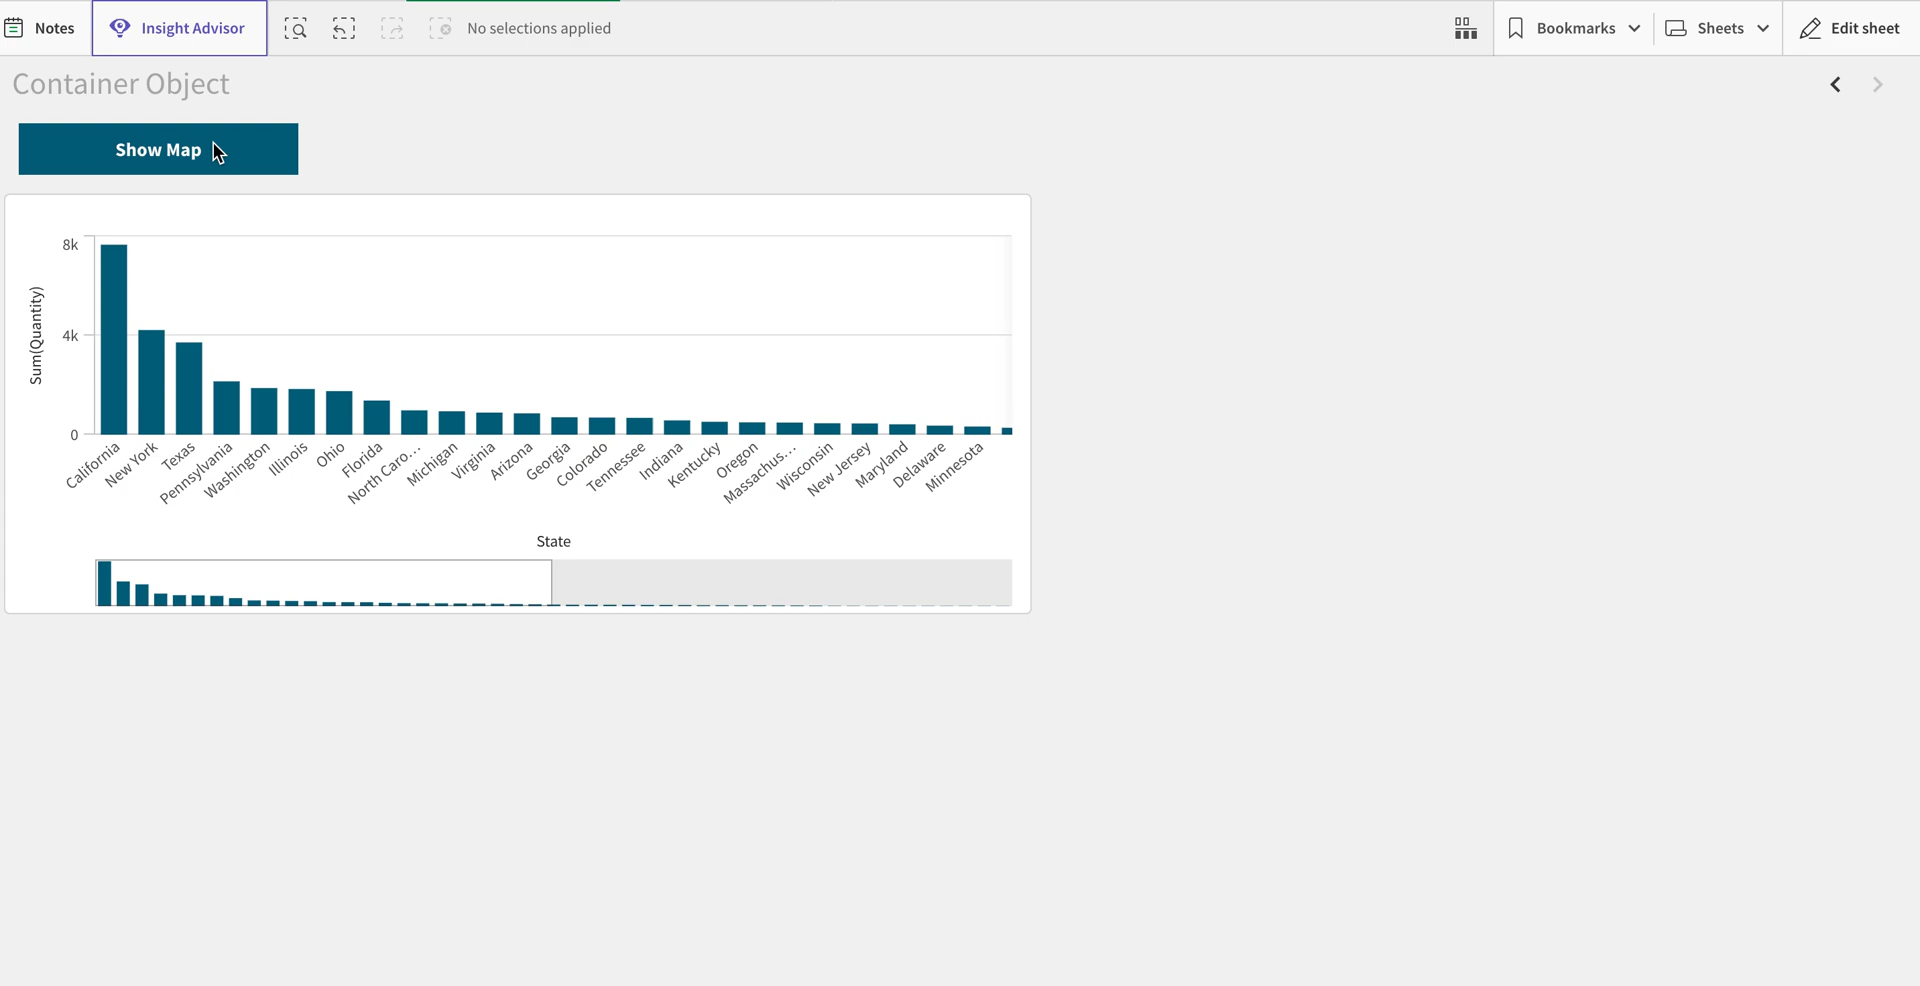 Notes
Insight Advisor
No selections applied
Bookmarks
Sheets
Edit sheet
Container Object
Show Map
8k
4k
0
Sum(Quantity)
California
New York
Texas
Pennsylvania
Washington
Illinois
Ohio
Florida
North Caro...
Michigan
Virginia
Arizona
Georgia
Colorado
Tennessee
Indiana
Kentucky
Oregon
Massachus...
Wisconsin
New Jersey
Maryland
Delaware
Minnesota
State